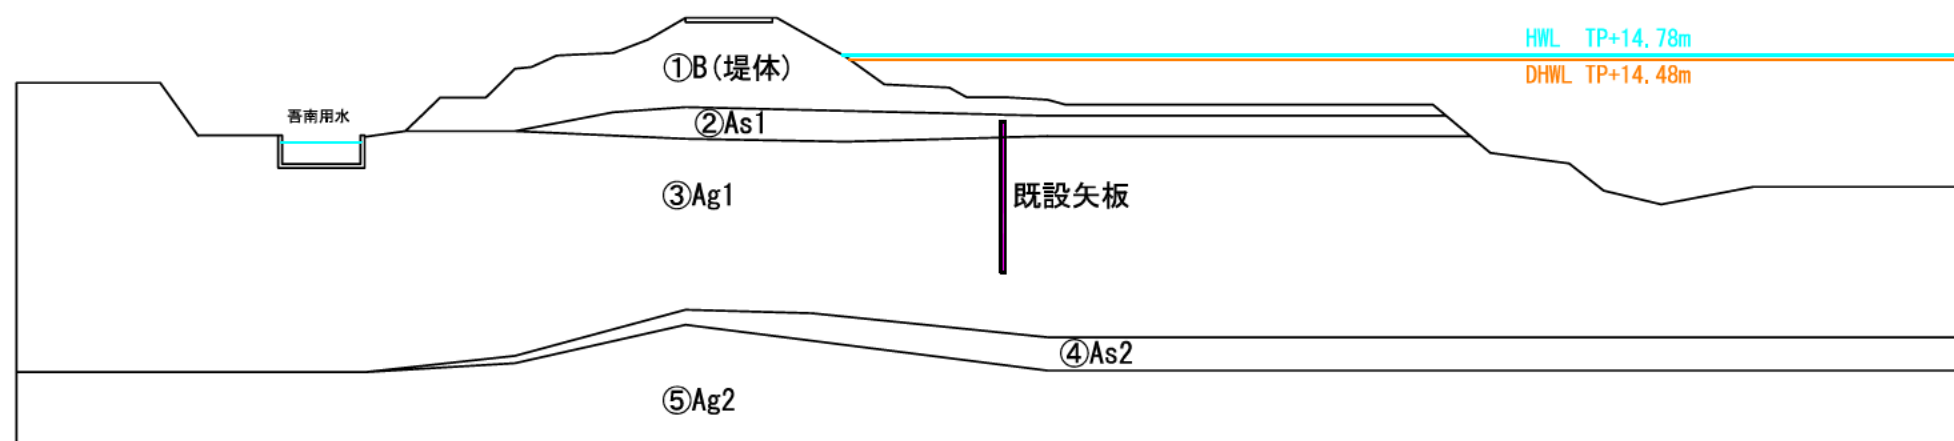 HWL TP+14.78m
①B(堤体)
DHWL TP+14.48m
吾南用水
②As1
③Ag1
既設矢板
④As2
⑤Ag2